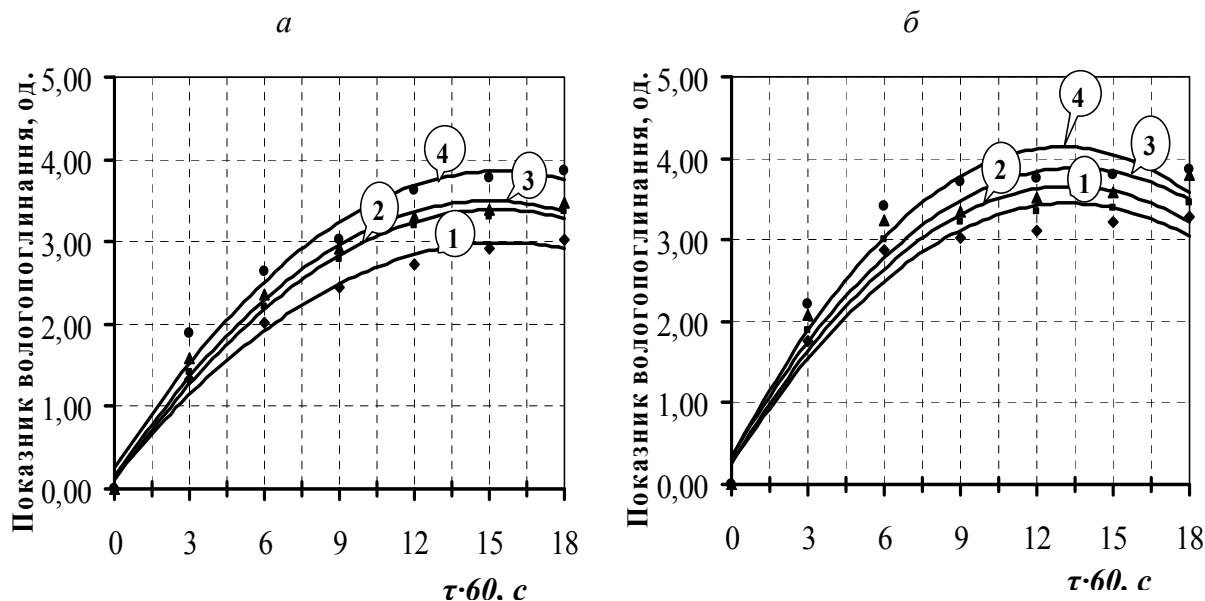 а
б
Показник вологопоглинання, од.
5,00
4,00
3,00
2,00
1,00
0,00
0 3 6 9 12 15 18
τ·60, с
4
3
2
1
Показник вологопоглинання, од.
5,00
4,00
3,00
2,00
1,00
0,00
0 3 6 9 12 15 18
τ·60, с
4
3
2
1